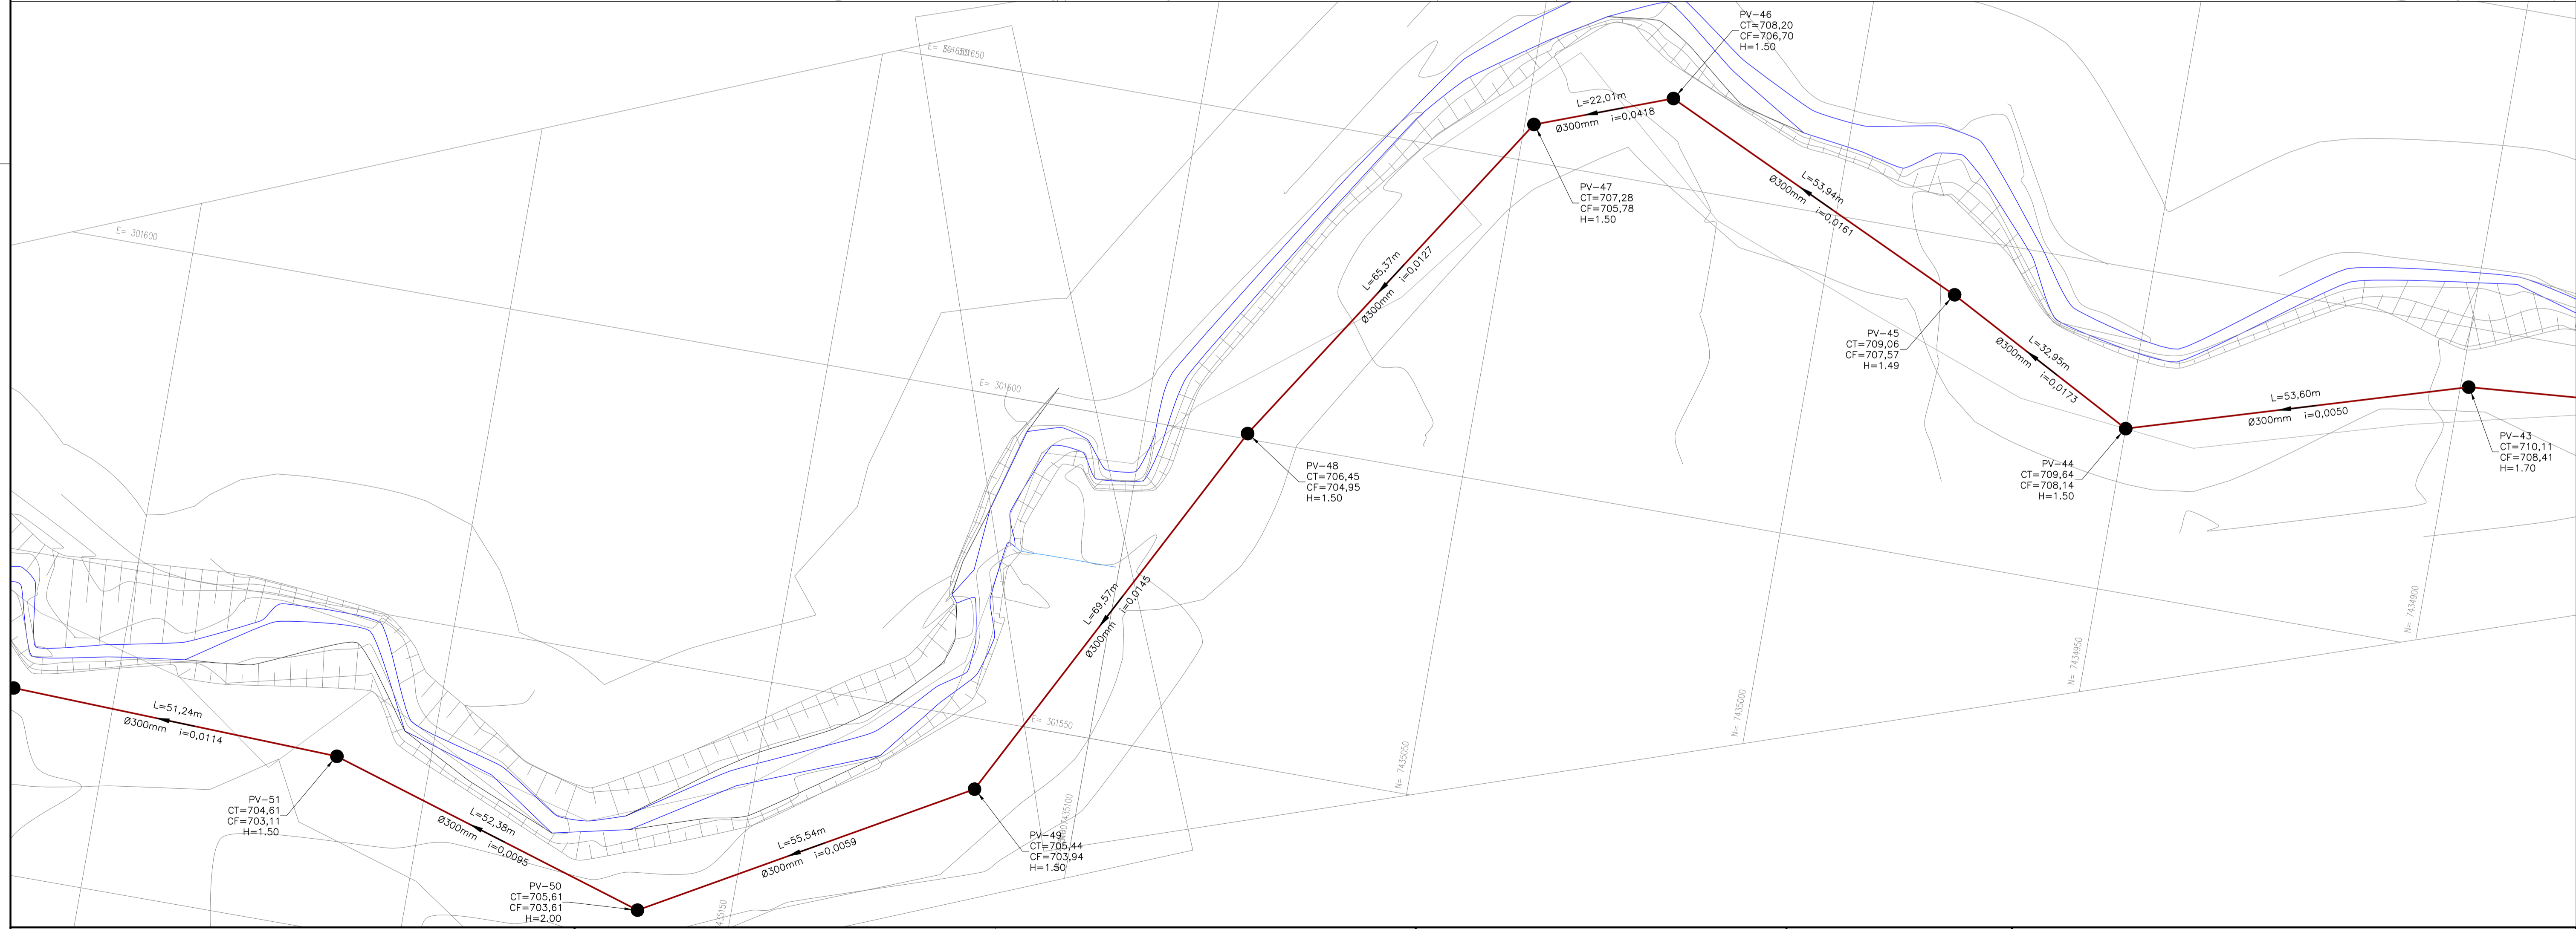 PV-46
CT=708,20
CF=706,70
H=1.50
E= 301650
L=22,01m
Ø300mm i=0,0418
PV-47
CT=707,28
CF=705,78
H=1.50
L=53,94m
Ø300mm i=0,0161
E= 301600
L=65,37m
Ø300mm i=0,0127
PV-45
CT=709,06
CF=707,57
H=1.49
L=32,95m
Ø300mm i=0,0173
E= 301600
L=53,60m
Ø300mm i=0,0050
PV-43
CT=710,11
CF=708,41
H=1.70
PV-44
CT=709,64
CF=708,14
H=1.50
PV-48
CT=706,45
CF=704,95
H=1.50
L=69,57m
Ø300mm i=0,0145
N= 7434900
N= 7434950
N= 7435000
N= 7435050
E= 301550
L=51,24m
Ø300mm i=0,0114
PV-51
CT=704,61
CF=703,11
H=1.50
L=52,38m
Ø300mm i=0,0095
L=55,54m
Ø300mm i=0,0059
PV-49
CT=705,44
CF=703,94
H=1.50
7435100
PV-50
CT=705,61
CF=703,61
H=2.00
435150